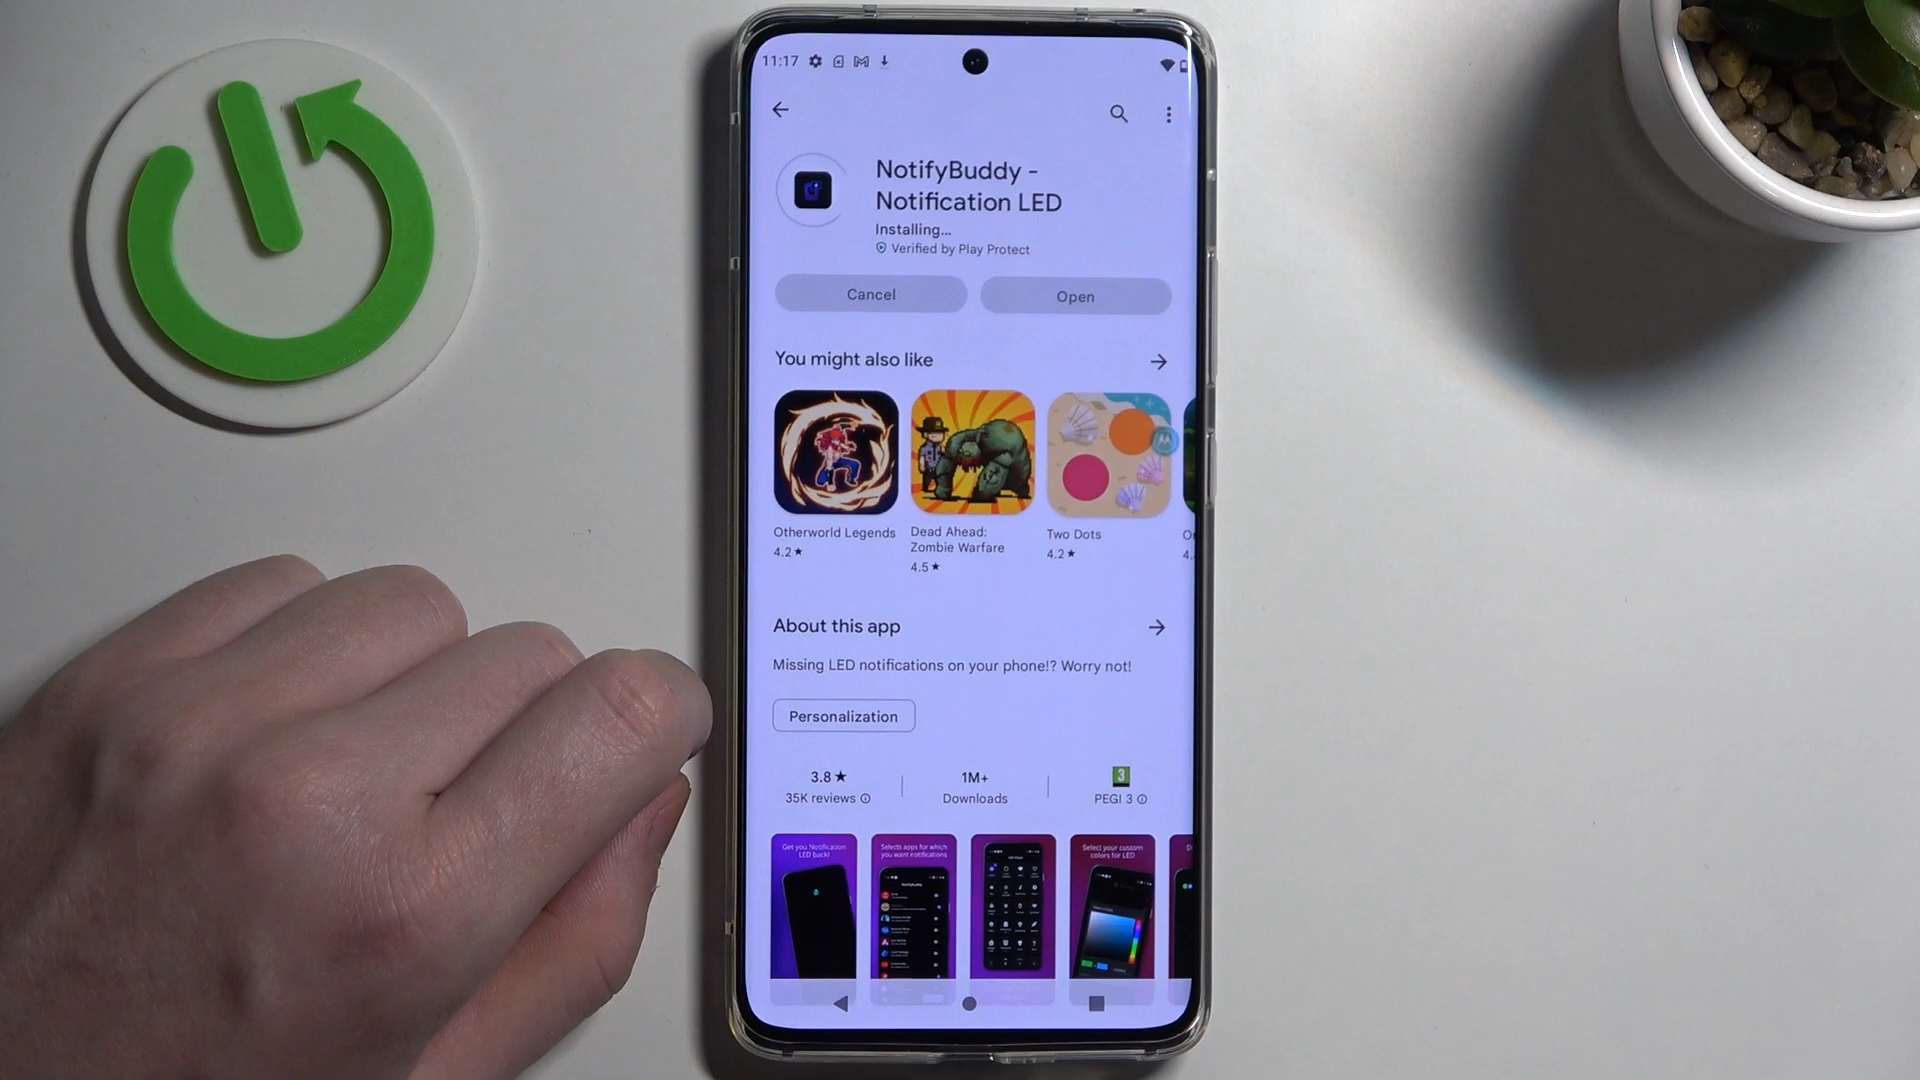 11:17
NotifyBuddy -
Notification LED
Installing...
Verified by Play Protect
Cancel
Open
You might also like
Otherworld Legends
4.2★
Dead Ahead:
Zombie Warfare
4.5★
Two Dots
4.2★
4.
About this app
Missing LED notifications on your phone!? Worry not!
Personalization
3.8★
35K reviews
1M+
Downloads
3
PEGI 3
Get you Notification
LED back!
Selects apps for which
you want notifications
Select your custom
colors for LED